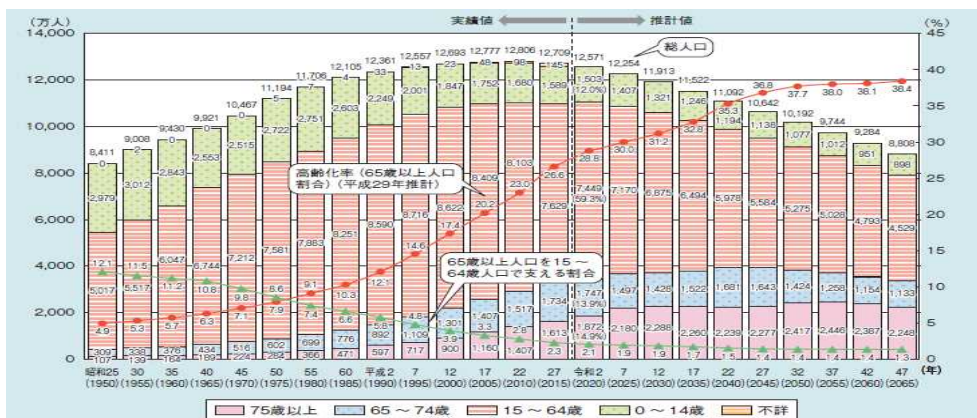 (万人)
実績値
推計値
(%)
14,000
12,000
10,000
8,000
6,000
4,000
2,000
0
45
40
35
30
25
20
15
10
5
0
総人口
8,411 9,008 9,430 9,921 10,467 11,194 11,706 12,105 12,361 12,557 12,693 12,777 12,806 12,709 12,571 12,254 11,913 11,522 11,092 10,642 10,192 9,744 9,284 8,808
0 2 0 0 0 5 7 4 33 13 23 48 98 145
2,979 3,012 2,843 2,553 2,515 2,722 2,751 2,603 2,249 2,001 1,847 1,752 1,680 1,589 1,503 1,407 1,321 1,246 1,194 1,138 1,077 1,012 951 898
(12.0%)
高齢化率(65歳以上人口
割合)(平成29年推計)
5,017 5,517 6,047 6,744 7,212 7,581 7,883 8,251 8,590 8,716 8,622 8,409 8,103 7,629 7,449 7,170 6,875 6,494 5,978 5,584 5,275 5,028 4,793 4,529
(59.3%)
4.9 5.3 5.7 6.3 7.1 7.9 9.1 10.3 12.1 14.6 17.4 20.2 23.0 26.6 28.8 30.0 31.2 32.8 35.3 36.8 37.7 38.0 38.1 38.4
65歳以上人口を15〜
64歳人口で支える割合
12.1 11.5 11.2 10.8 9.8 8.6 7.4 6.6 5.8 4.8 3.9 3.3 2.8 2.3 2.1 1.9 1.9 1.7 1.5 1.4 1.4 1.4 1.4 1.3
309 338 376 434 516 602 699 776 892 1,109 1,301 1,407 1,517 1,734 1,747 1,497 1,428 1,522 1,681 1,643 1,424 1,258 1,154 1,133
(13.9%)
107 139 164 189 224 284 366 471 597 717 900 1,160 1,407 1,613 1,872 2,180 2,288 2,260 2,239 2,277 2,417 2,446 2,387 2,248
(14.9%)
昭和25 30 35 40 45 50 55 60 平成2 7 12 17 22 27 令和2 7 12 17 22 27 32 37 42 47 (年)
(1950) (1955) (1960) (1965) (1970) (1975) (1980) (1985) (1990) (1995) (2000) (2005) (2010) (2015) (2020) (2025) (2030) (2035) (2040) (2045) (2050) (2055) (2060) (2065)
75歳以上 65〜74歳 15〜64歳 0〜14歳 不詳